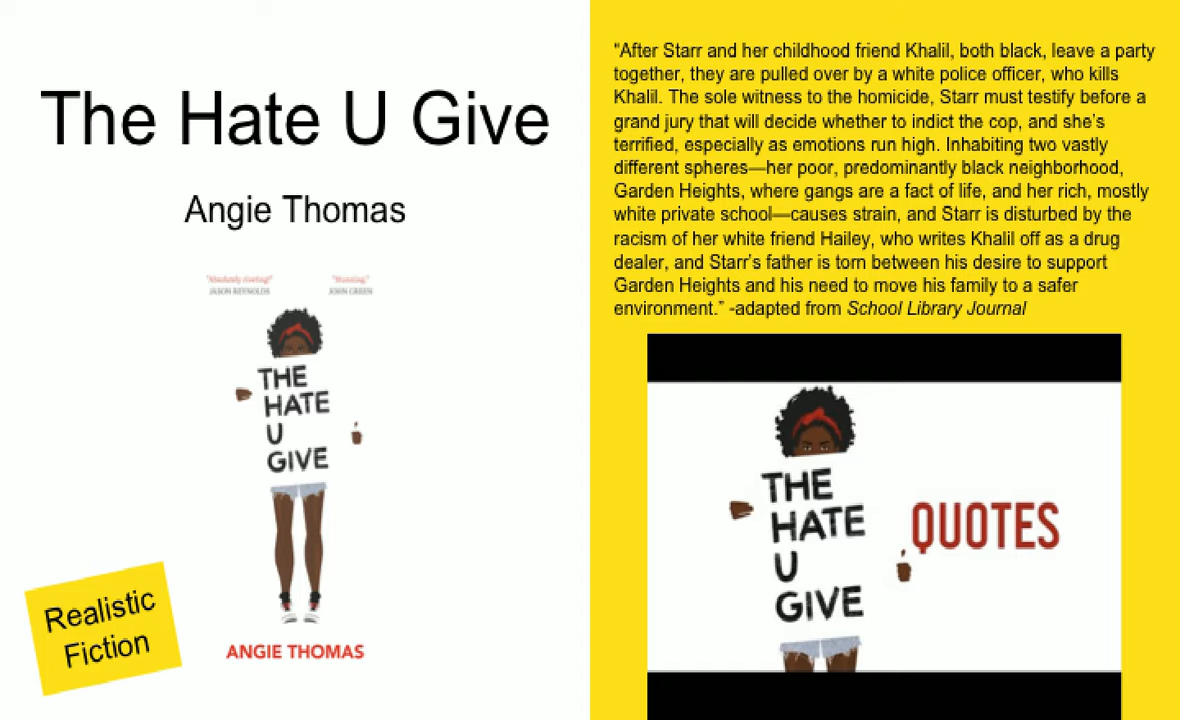 The Hate U Give
Angie Thomas
"Absolutely riveting!"
JASON REYNOLDS
"Stunning."
JOHN GREEN
THE
HATE
U
GIVE
ANGIE THOMAS
Realistic
Fiction
“After Starr and her childhood friend Khalil, both black, leave a party
together, they are pulled over by a white police officer, who kills
Khalil. The sole witness to the homicide, Starr must testify before a
grand jury that will decide whether to indict the cop, and she’s
terrified, especially as emotions run high. Inhabiting two vastly
different spheres—her poor, predominantly black neighborhood,
Garden Heights, where gangs are a fact of life, and her rich, mostly
white private school—causes strain, and Starr is disturbed by the
racism of her white friend Hailey, who writes Khalil off as a drug
dealer, and Starr’s father is torn between his desire to support
Garden Heights and his need to move his family to a safer
environment.” -adapted from School Library Journal
THE
HATE
U
GIVE
QUOTES